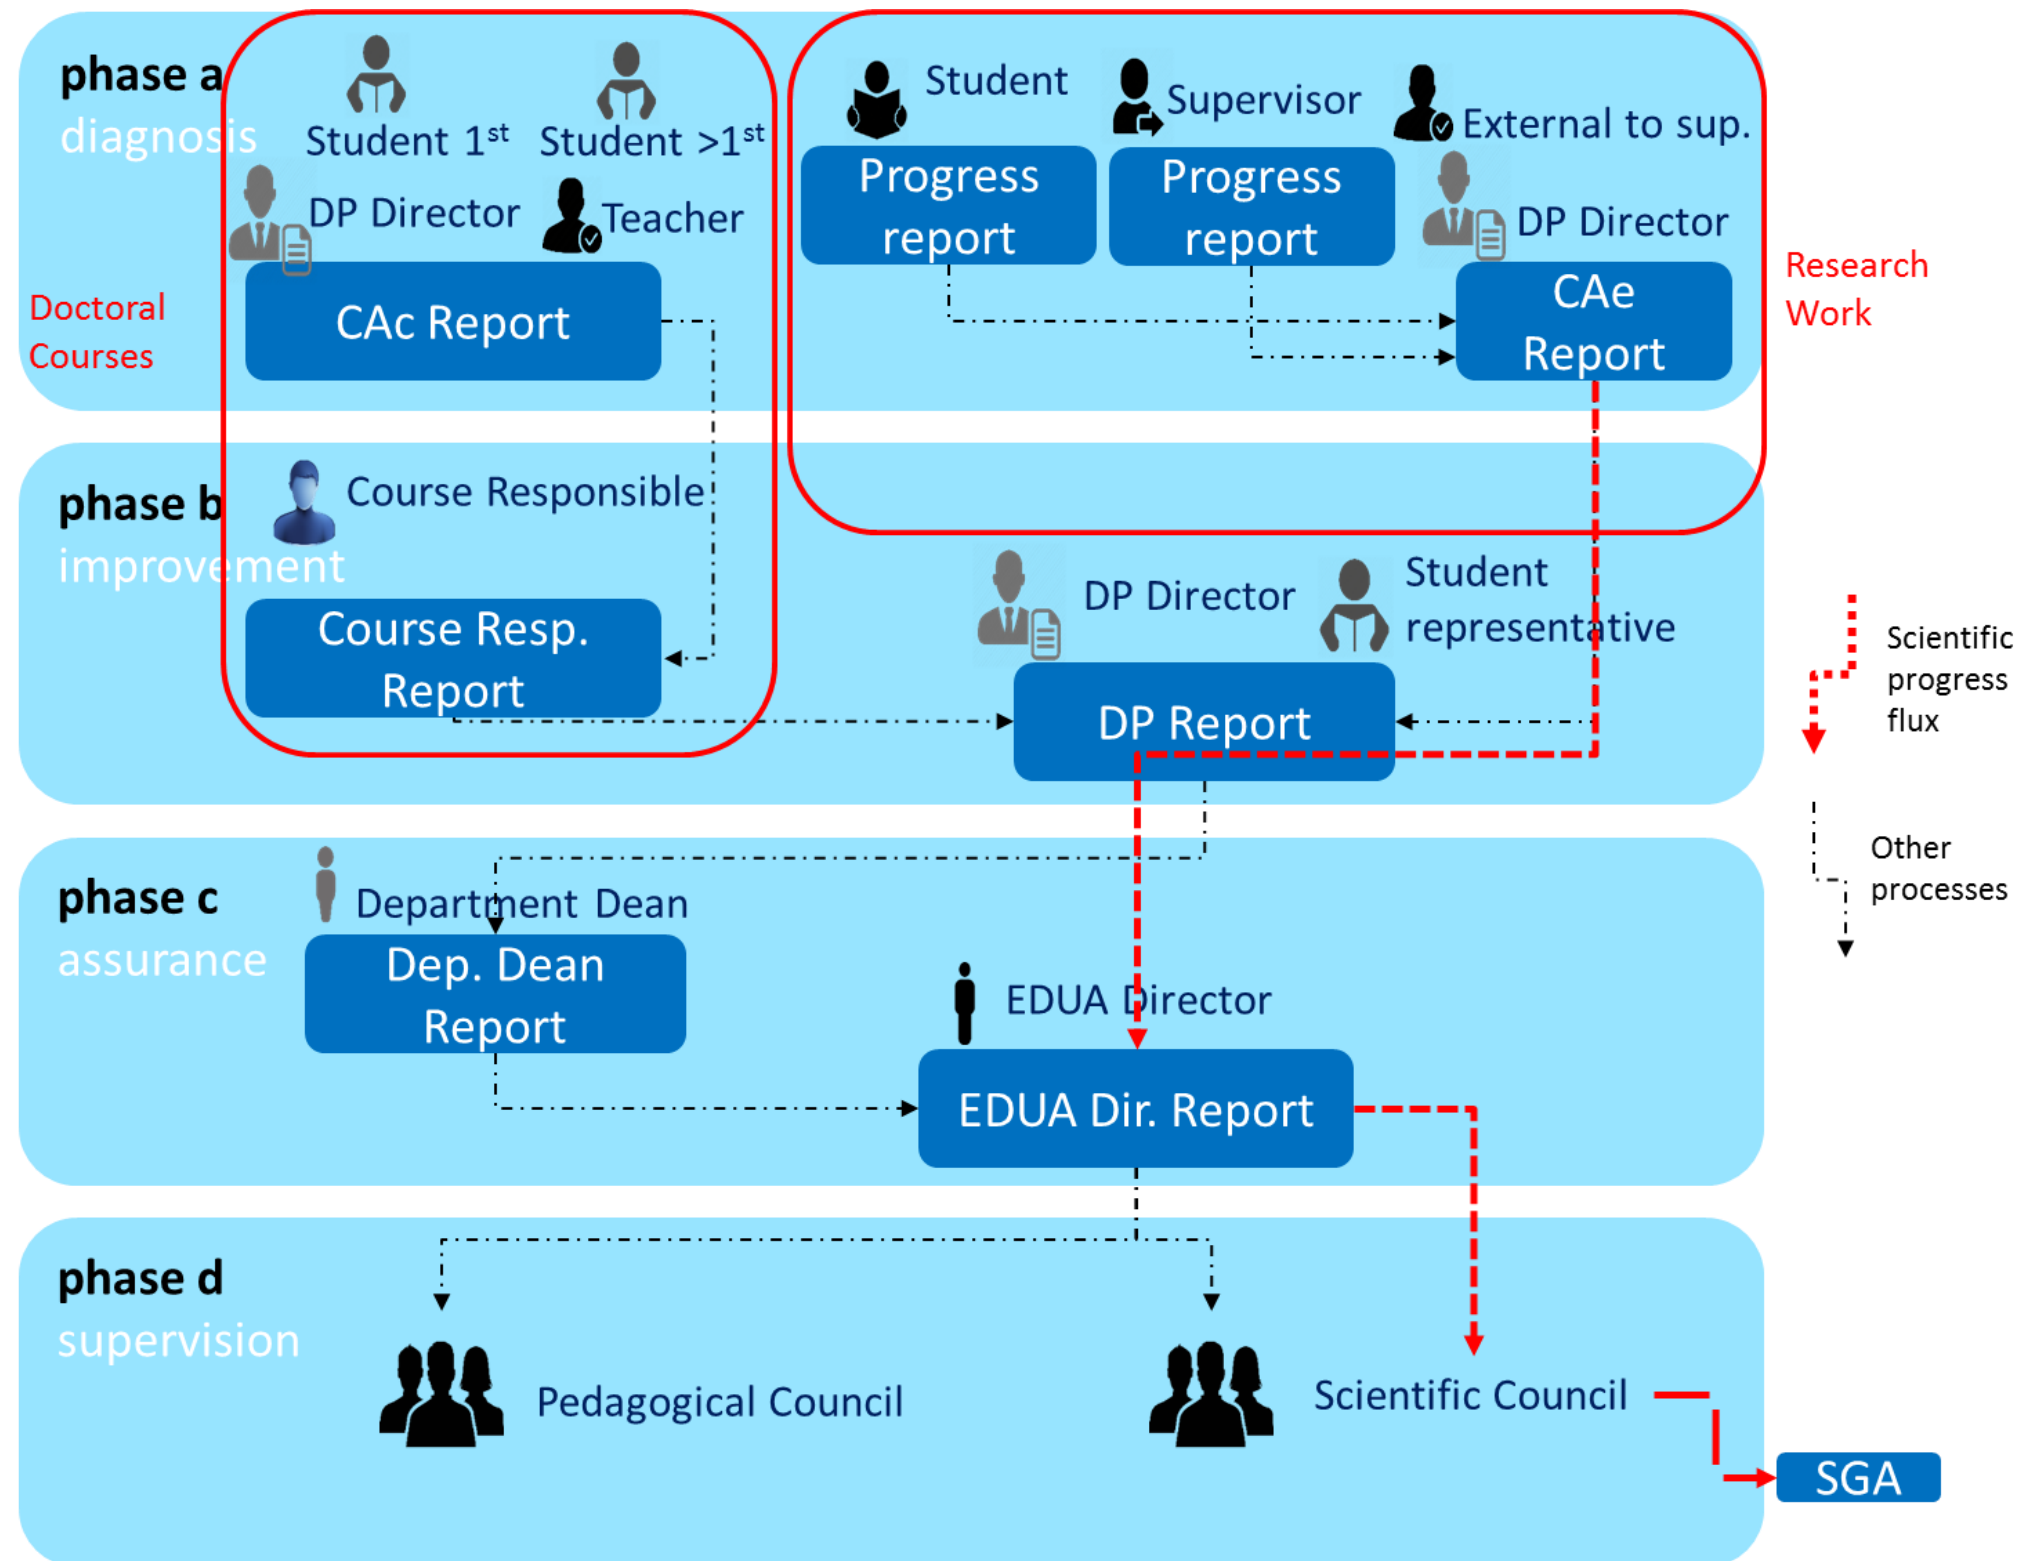 phase a
diagnosis
Student 1st
Student >1st
DP Director
Teacher
CAc Report
Doctoral
Courses
Student
Supervisor
External to sup.
Progress
report
Progress
report
DP Director
CAe
Report
Research
Work
phase b
improvement
Course Responsible
Course Resp.
Report
DP Director
Student
representative
DP Report
Scientific
progress
flux
Other
processes
phase c
assurance
Department Dean
Dep. Dean
Report
EDUA Director
EDUA Dir. Report
phase d
supervision
Pedagogical Council
Scientific Council
SGA